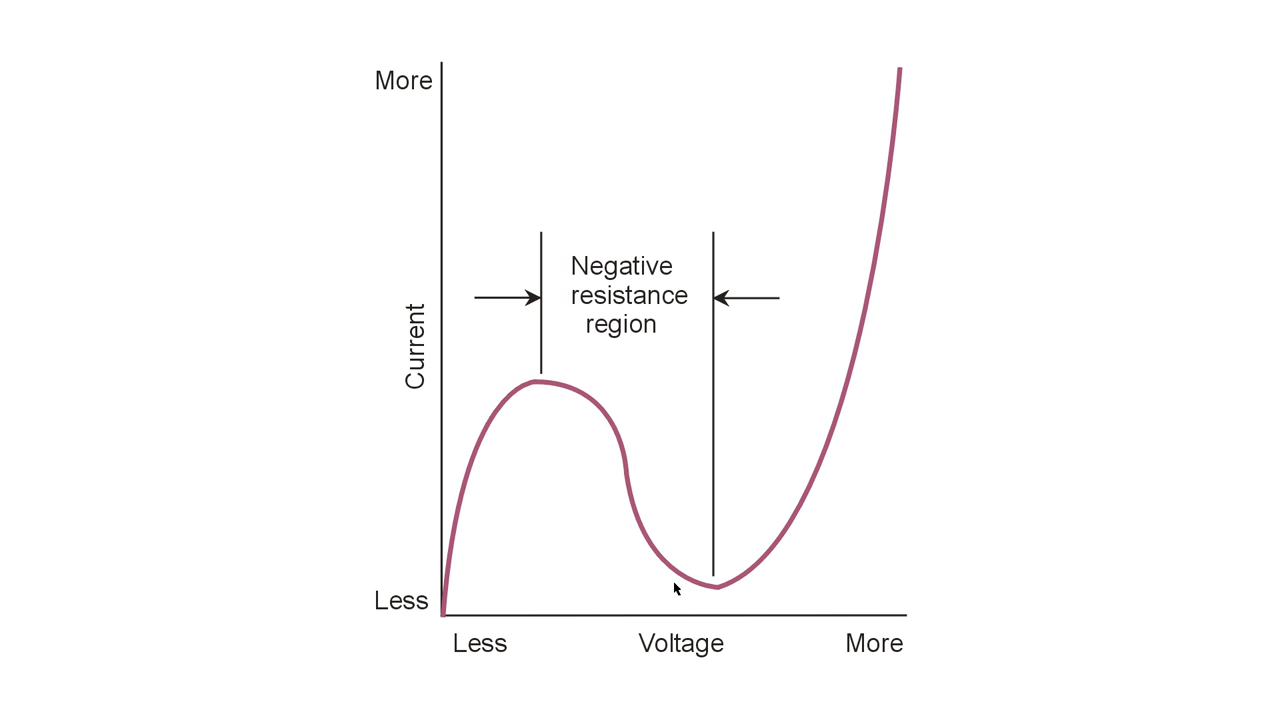 More
Negative
resistance
region
Current
Less
Less
Voltage
More